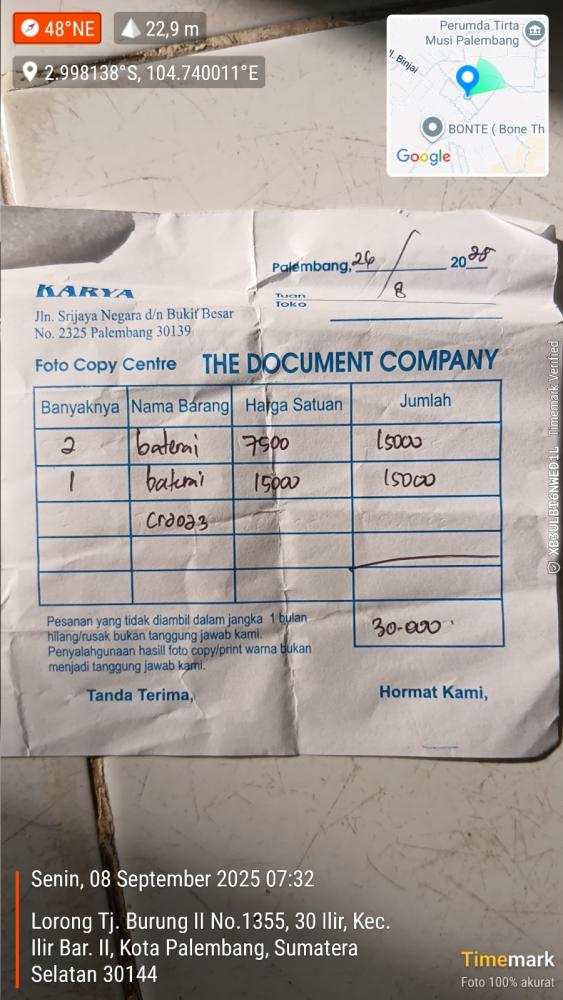 48°NE 22,9 m
2.998138°S, 104.740011°E
Perumda Tirta
Musi Palembang
Jl. Binjai
BONTE ( Bone Th
Google
Palembang, 26/8 2025
KARYA
Tuan
Toko
Jln. Srijaya Negara d/n Bukit Besar
No. 2325 Palembang 30139
Foto Copy Centre THE DOCUMENT COMPANY
Banyaknya Nama Barang Harga Satuan Jumlah
2 baterai 7500 15000
1 baterai 15000 15000
Cr2023
30.000
Pesanan yang tidak diambil dalam jangka 1 bulan
hilang/rusak bukan tanggung jawab kami.
Penyalahgunaan hasill foto copy/print warna bukan
menjadi tanggung jawab kami.
Tanda Terima, Hormat Kami,
XB3ULBT6NWED1L Timemark Verified
Senin, 08 September 2025 07:32
Lorong Tj. Burung II No.1355, 30 Ilir, Kec.
Ilir Bar. II, Kota Palembang, Sumatera
Selatan 30144
Timemark
Foto 100% akurat